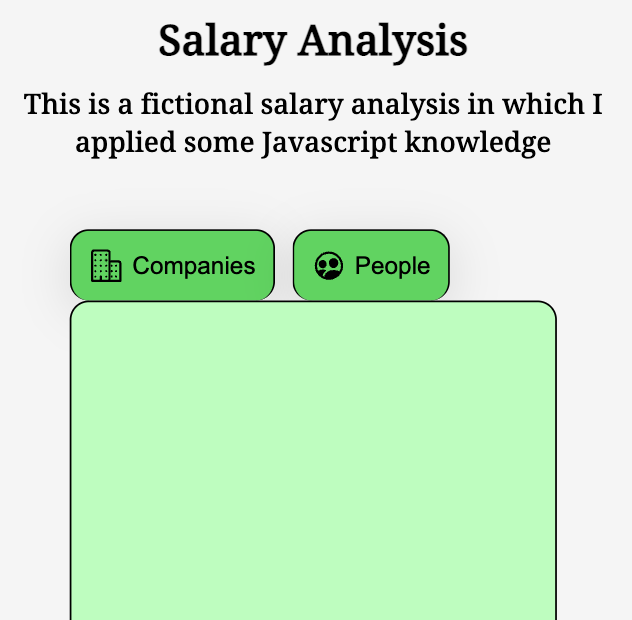 Salary Analysis
This is a fictional salary analysis in which I
applied some Javascript knowledge
Companies
People